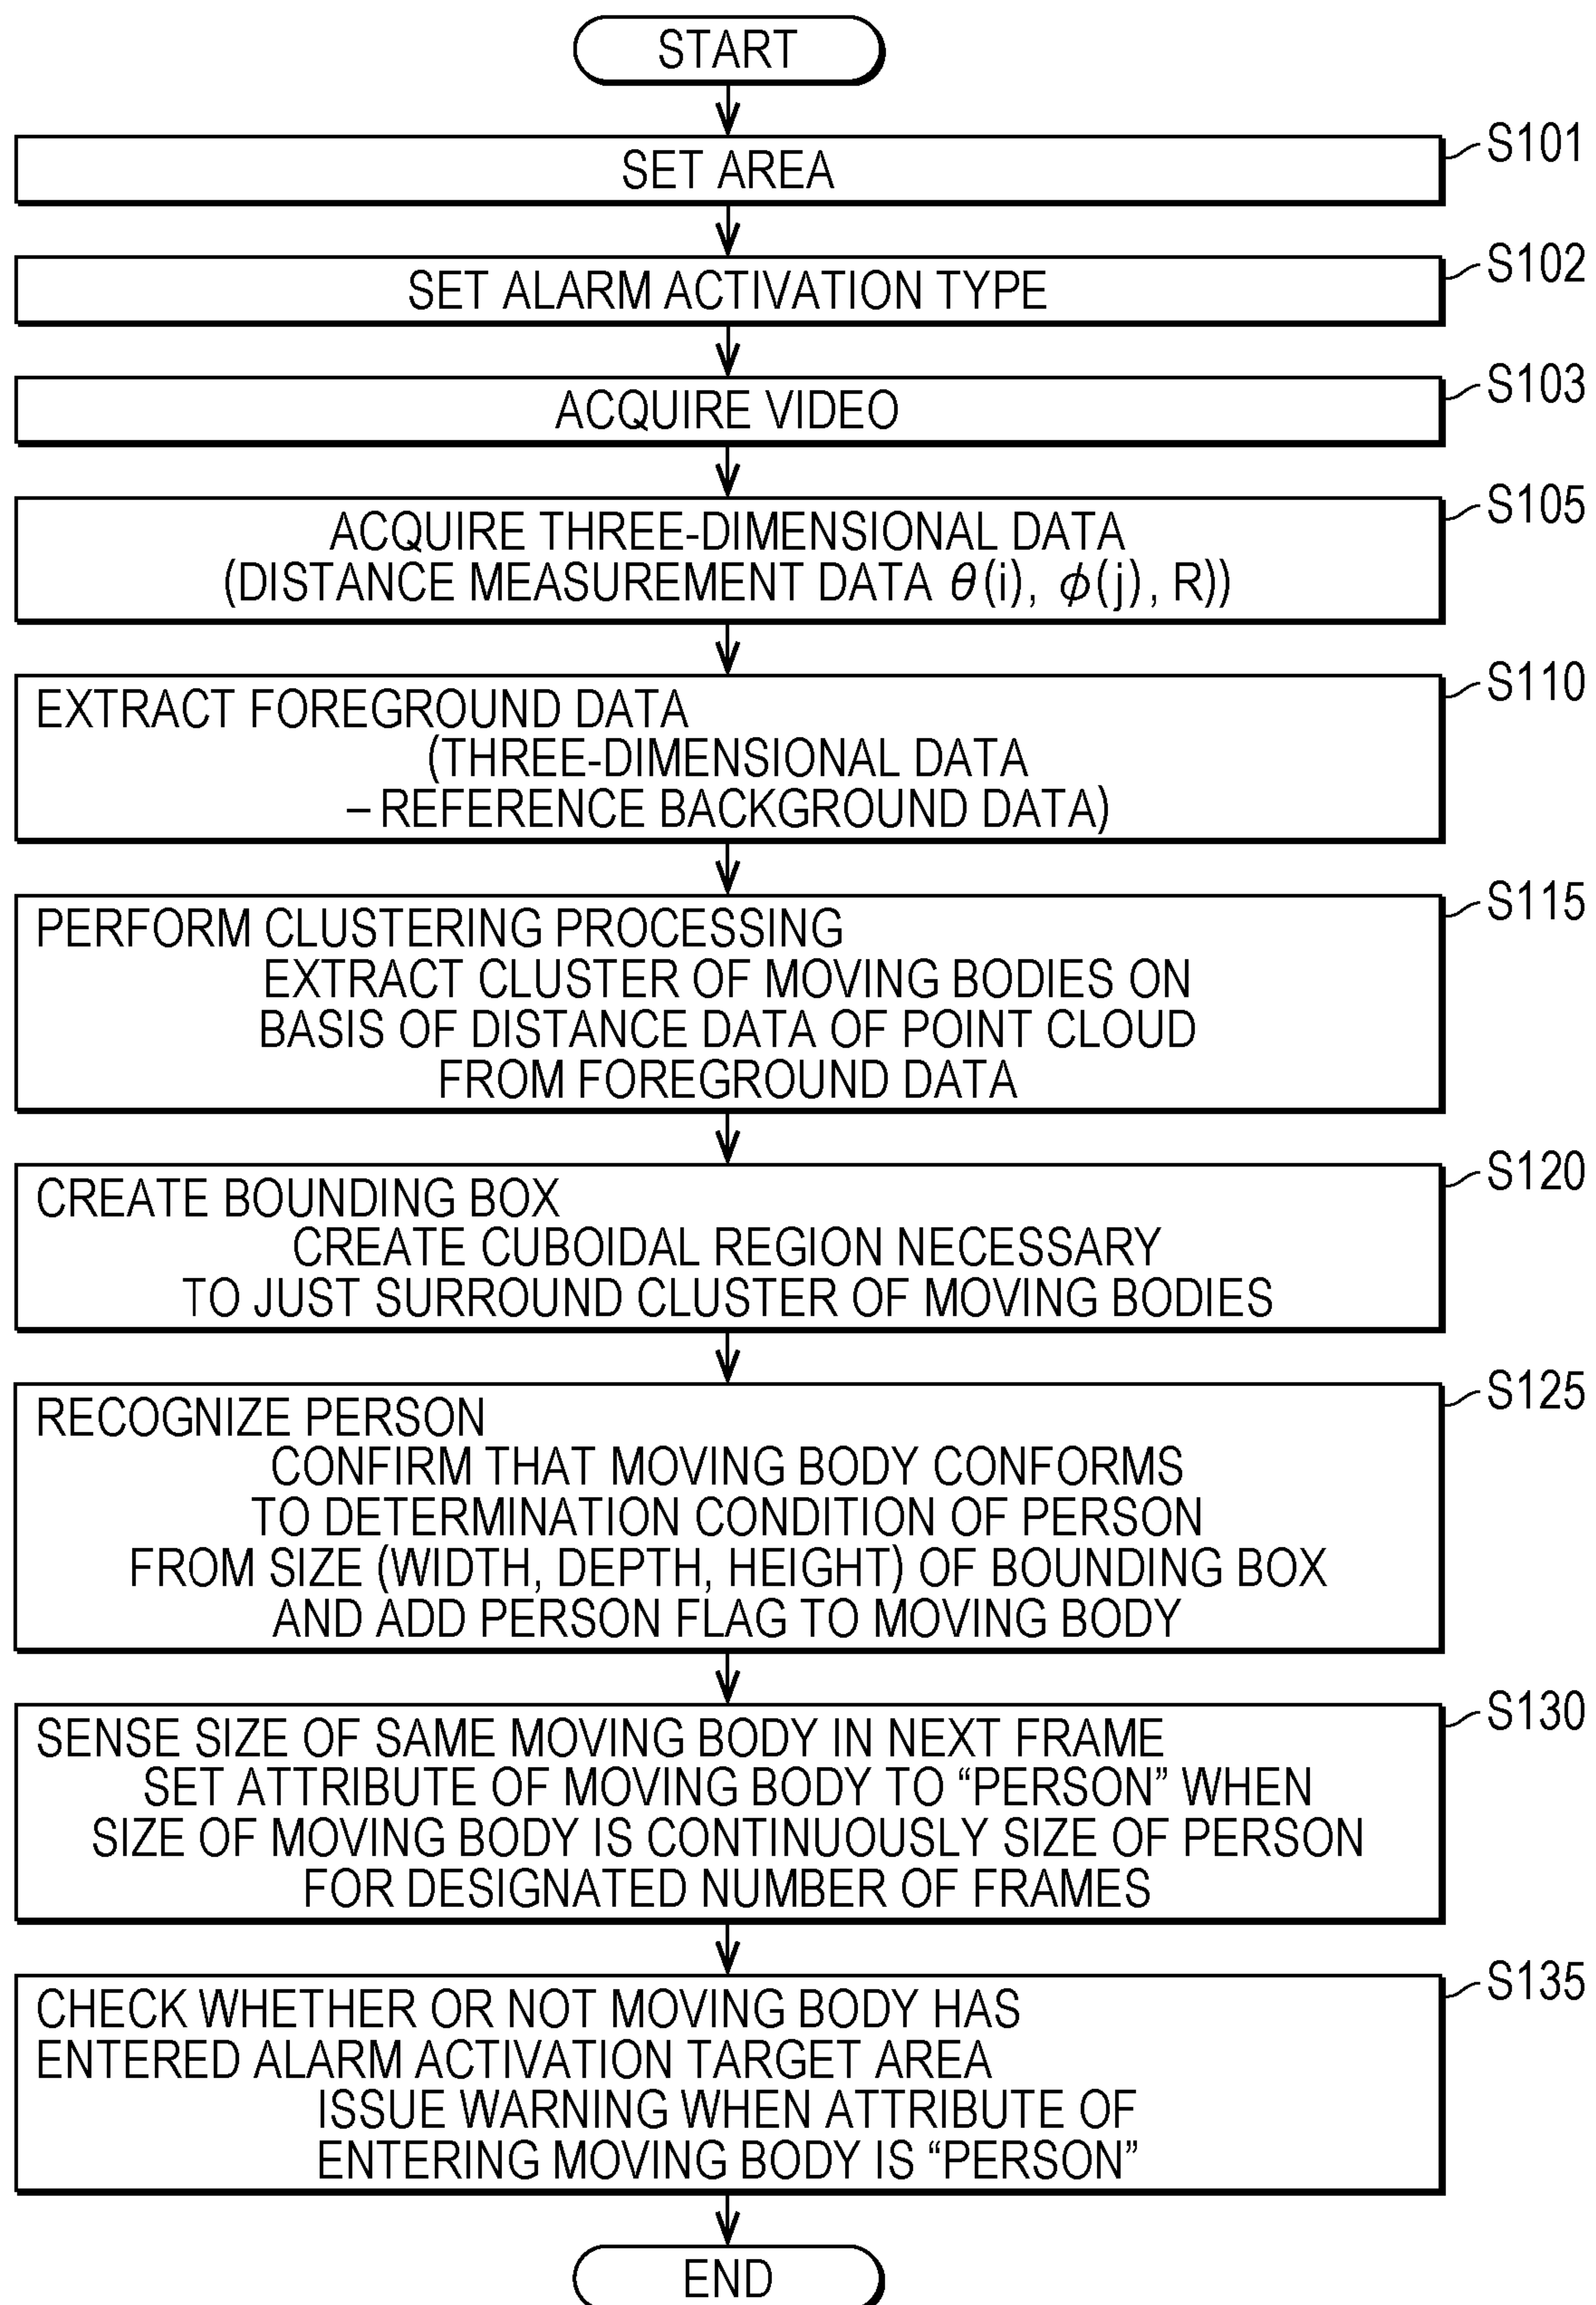 START
SET AREA
S101
SET ALARM ACTIVATION TYPE
S102
ACQUIRE VIDEO
S103
ACQUIRE THREE-DIMENSIONAL DATA
(DISTANCE MEASUREMENT DATA θ(i), ϕ(j), R))
S105
EXTRACT FOREGROUND DATA
(THREE-DIMENSIONAL DATA
–REFERENCE BACKGROUND DATA)
S110
PERFORM CLUSTERING PROCESSING
EXTRACT CLUSTER OF MOVING BODIES ON
BASIS OF DISTANCE DATA OF POINT CLOUD
FROM FOREGROUND DATA
S115
CREATE BOUNDING BOX
CREATE CUBOIDAL REGION NECESSARY
TO JUST SURROUND CLUSTER OF MOVING BODIES
S120
RECOGNIZE PERSON
CONFIRM THAT MOVING BODY CONFORMS
TO DETERMINATION CONDITION OF PERSON
FROM SIZE (WIDTH, DEPTH, HEIGHT) OF BOUNDING BOX
AND ADD PERSON FLAG TO MOVING BODY
S125
SENSE SIZE OF SAME MOVING BODY IN NEXT FRAME
SET ATTRIBUTE OF MOVING BODY TO “PERSON” WHEN
SIZE OF MOVING BODY IS CONTINUOUSLY SIZE OF PERSON
FOR DESIGNATED NUMBER OF FRAMES
S130
CHECK WHETHER OR NOT MOVING BODY HAS
ENTERED ALARM ACTIVATION TARGET AREA
ISSUE WARNING WHEN ATTRIBUTE OF
ENTERING MOVING BODY IS “PERSON”
S135
END